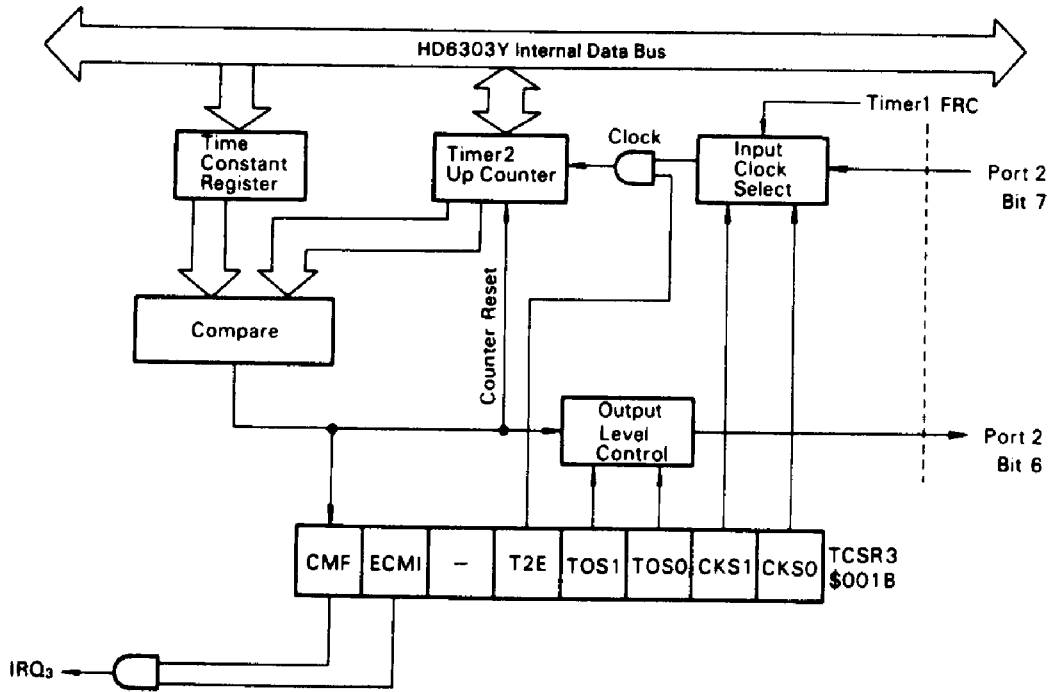 HD6303Y Internal Data Bus
Timer1 FRC
Time
Constant
Register
Timer2
Up Counter
Clock
Input
Clock
Select
Port 2
Bit 7
Compare
Counter Reset
Output
Level
Control
Port 2
Bit 6
CMF ECMI – T2E TOS1 TOS0 CKS1 CKS0
TCSR3
$001B
IRQ₃